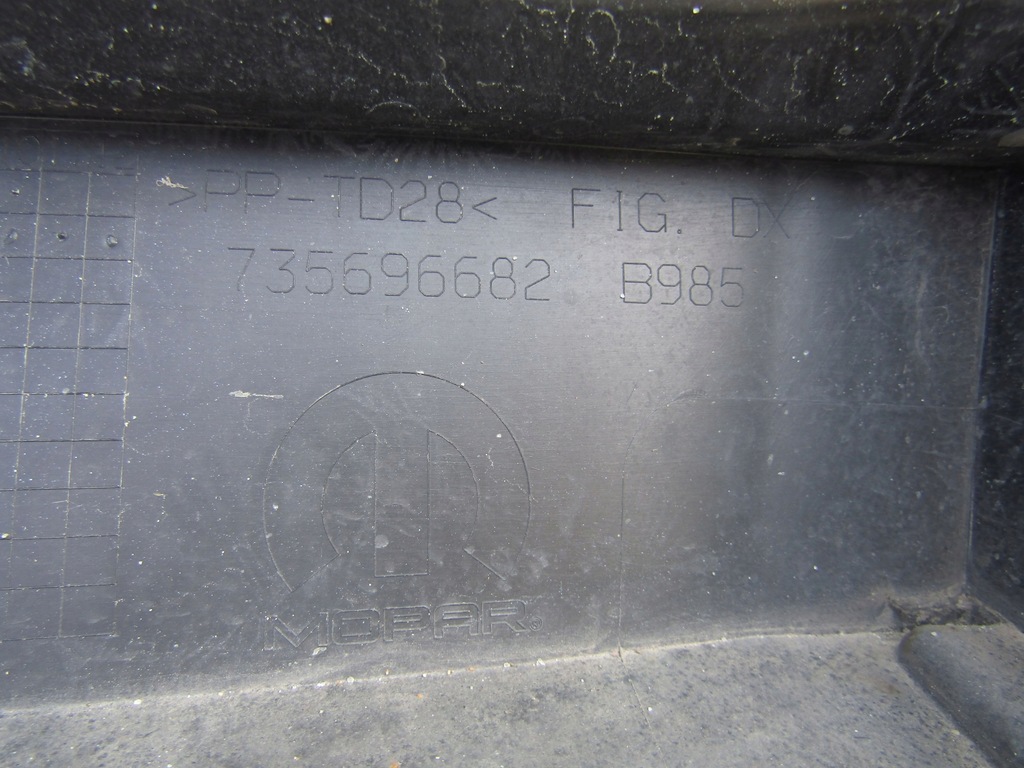 >PP-TD28< FIG. DX
735696682 B985
MOPAR®